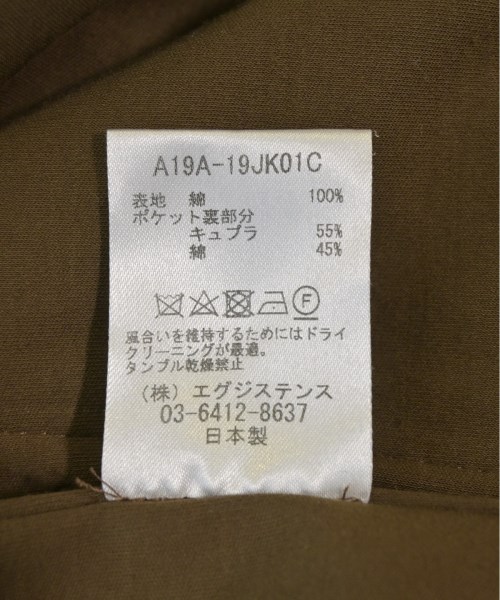 A19A-19JK01C
表地 綿 100%
ポケット裏部分
キュプラ 55%
綿 45%
F
風合いを維持するためにはドライ
クリーニングが最適。
タンブル乾燥禁止
(株) エグジステンス
03-6412-8637
日本製